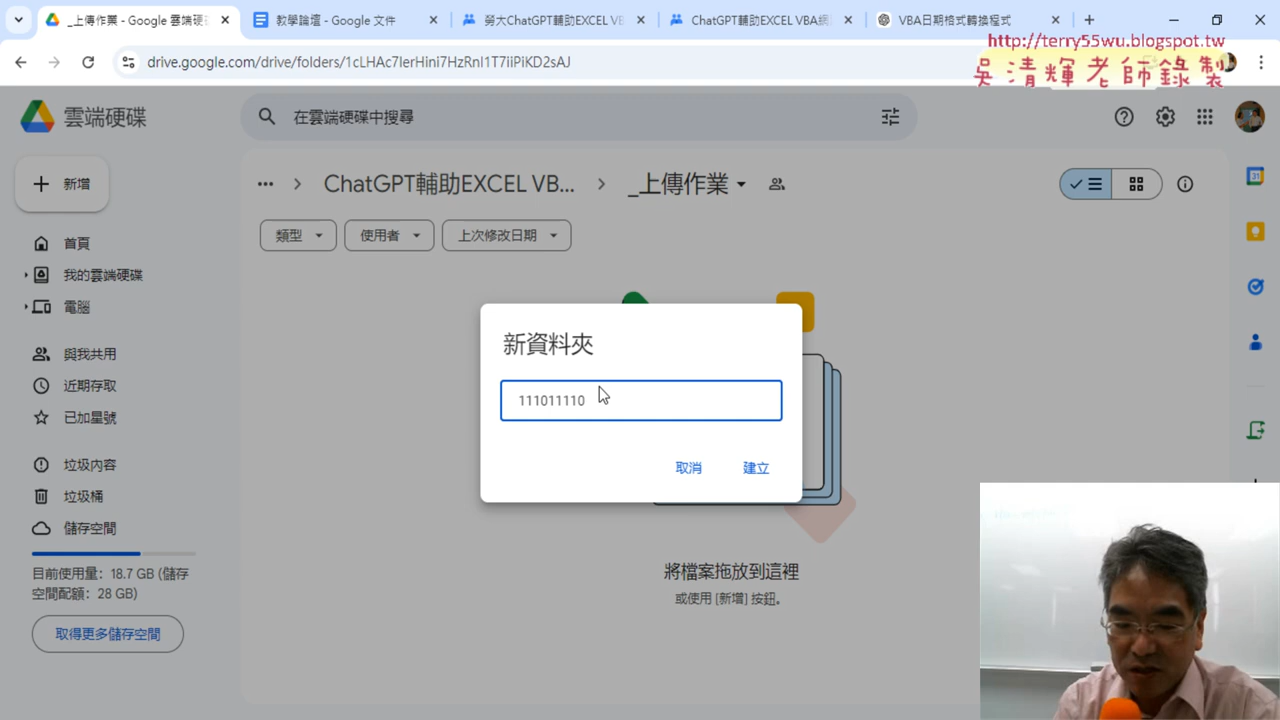 _上傳作業 - Google 雲端硬碟
教學論壇 - Google 文件
勞大ChatGPT輔助EXCEL VB
ChatGPT輔助EXCEL VBA網
VBA日期格式轉換程式
http://terry55wu.blogspot.tw
drive.google.com/drive/folders/1cLHAc7IerHini7HzRnI1T7iiPiKD2sAJ
吳清輝老師錄製
雲端硬碟
在雲端硬碟中搜尋
新增
ChatGPT輔助EXCEL VB...
_上傳作業
類型
使用者
上次修改日期
首頁
我的雲端硬碟
電腦
與我共用
近期存取
已加星號
垃圾內容
垃圾桶
儲存空間
目前使用量：18.7 GB (儲存
空間配額：28 GB)
取得更多儲存空間
新資料夾
111011110
取消
建立
將檔案拖放到這裡
或使用 [新增] 按鈕。
31